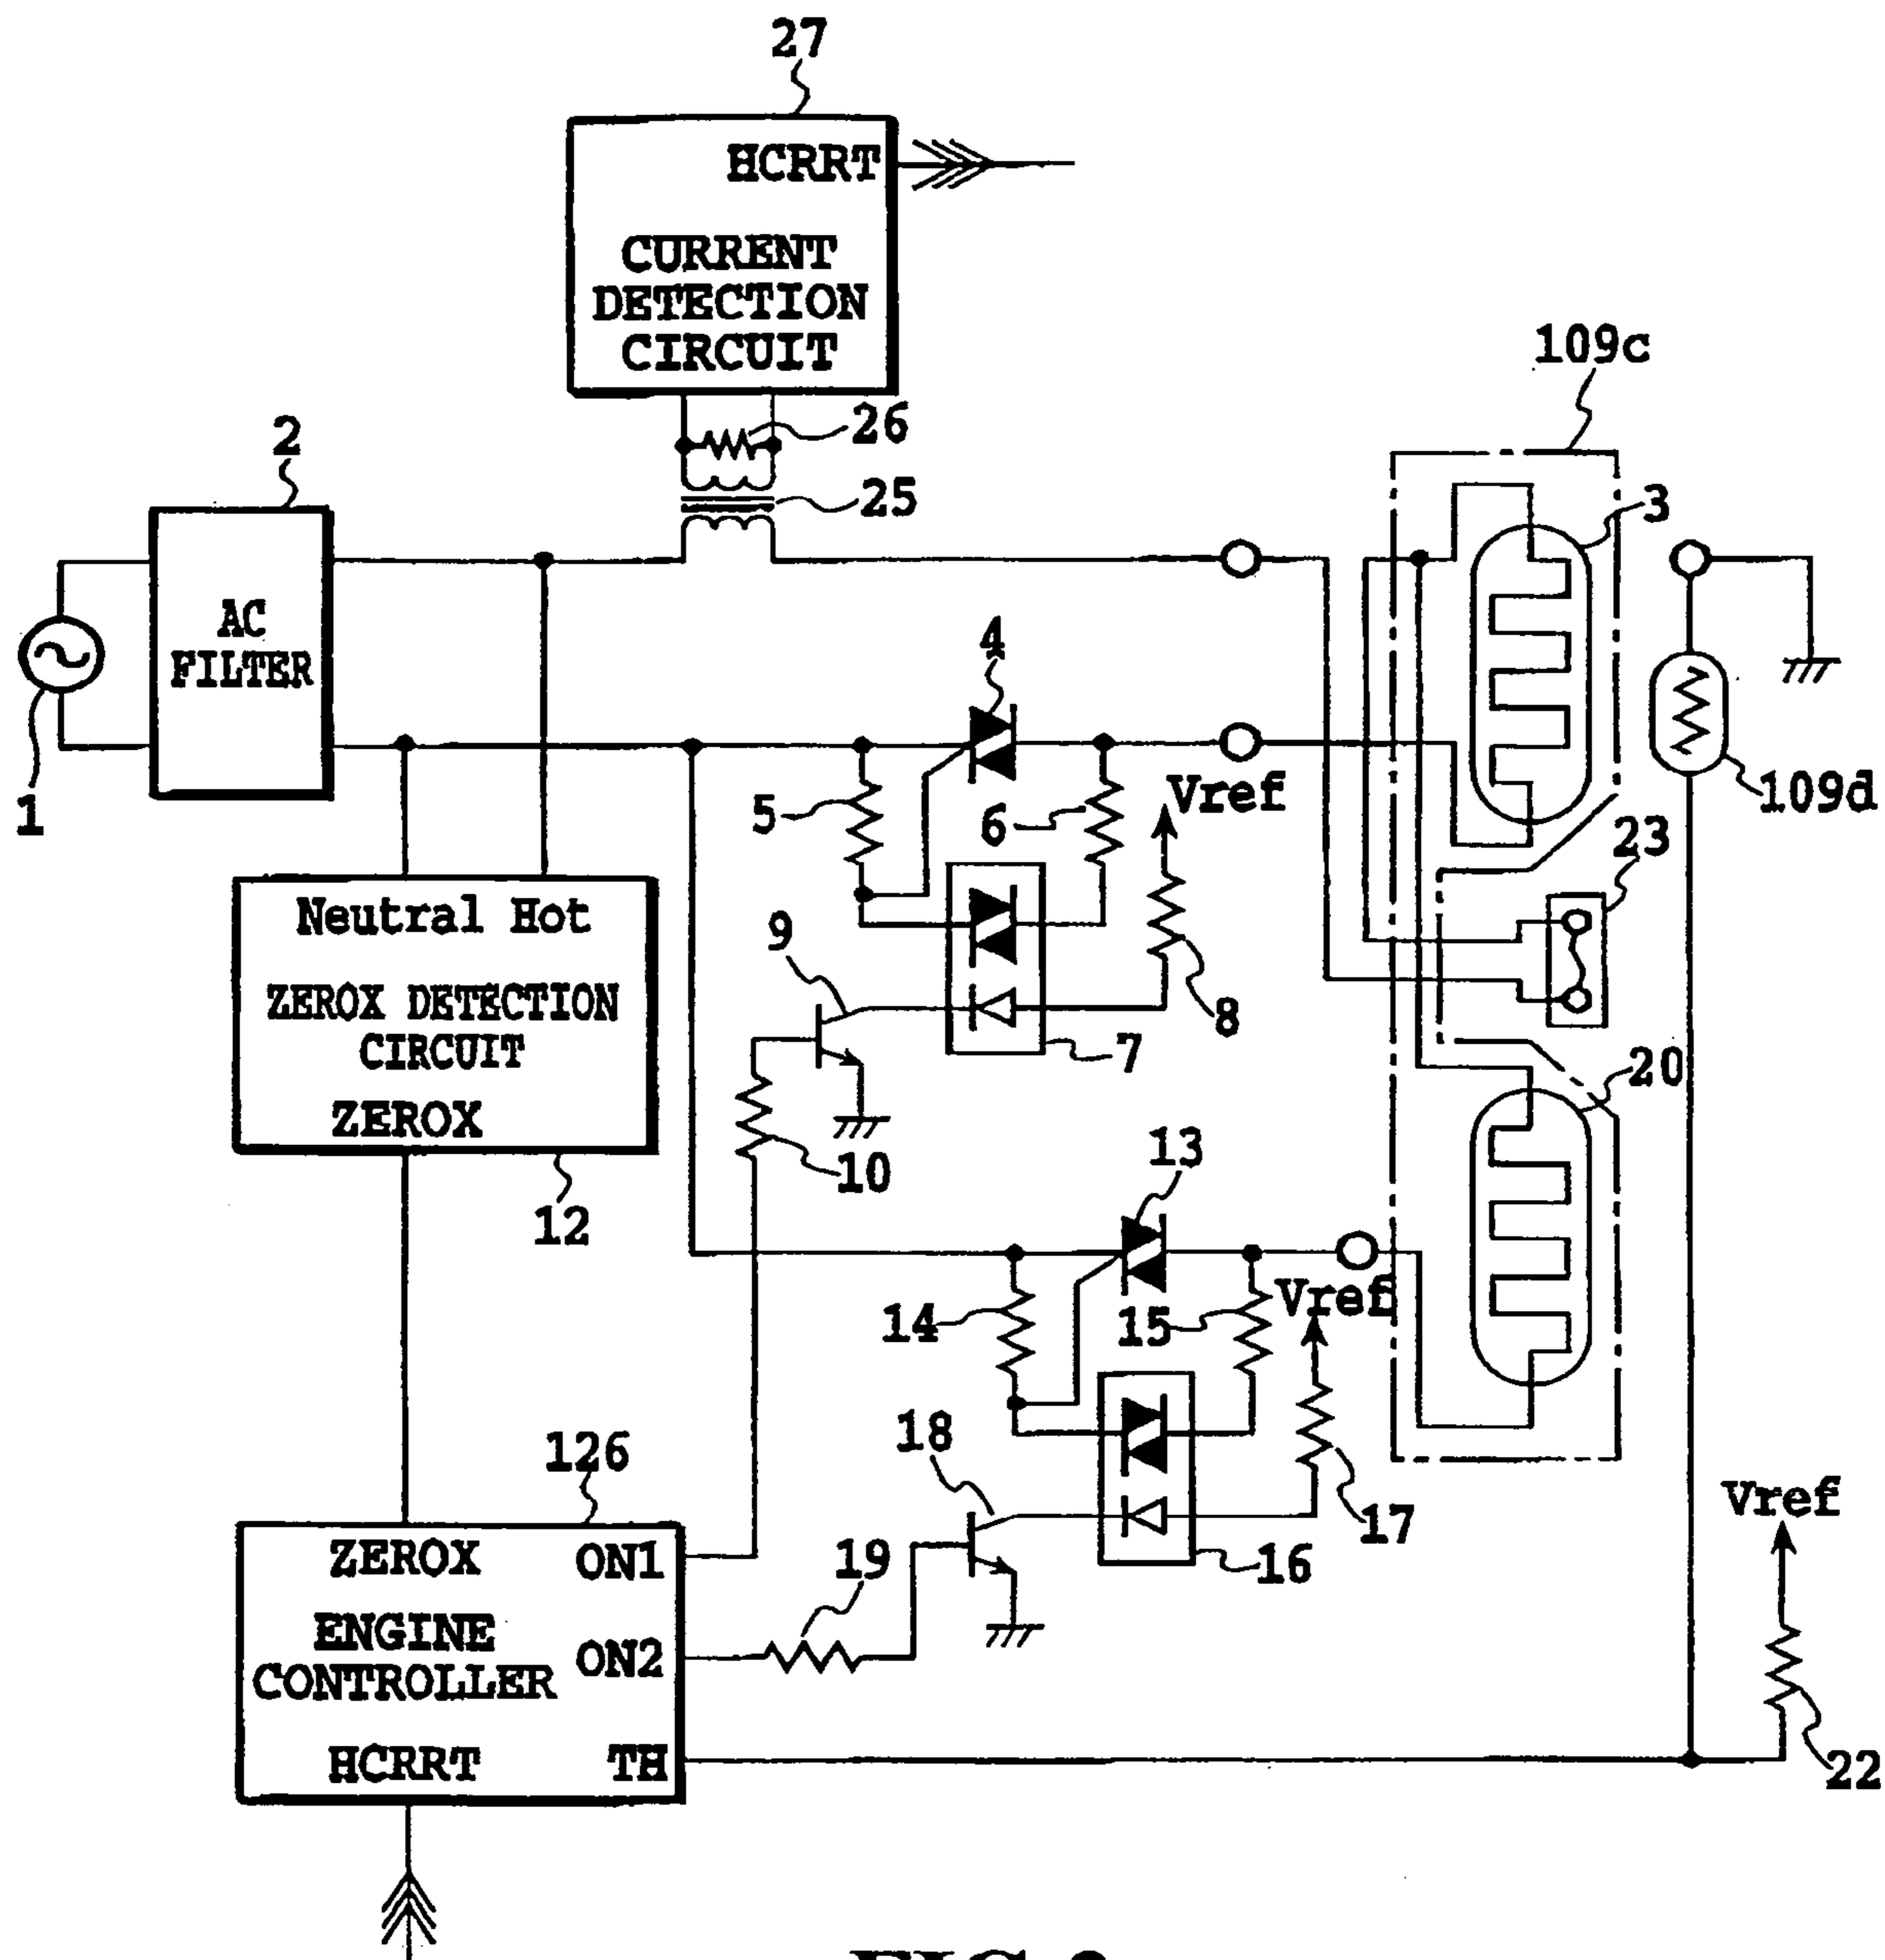 27
HCRRT
CURRENT
DETECTION
CIRCUIT
109c
26
2
25
3
AC
FILTER
4
1
5
6
Vref
109d
23
Neutral Hot
9
ZEROX DETECTION
CIRCUIT
8
7
20
ZEROX
10
13
12
Vref
14
15
18
126
17
Vref
ZEROX
ON1
19
16
ENGINE
CONTROLLER
ON2
HCRRT
TH
22